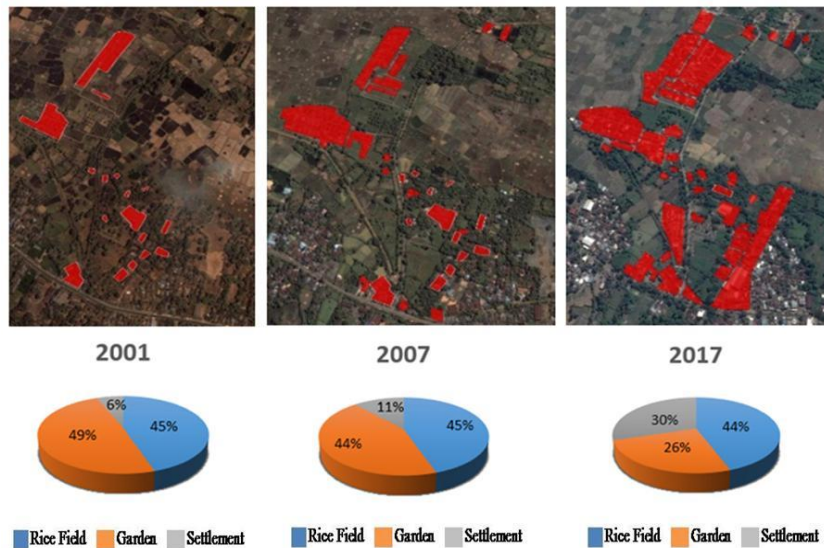 2001 2007 2017
6% 11% 30%
49% 45% 44% 45% 26% 44%
Rice Field Garden Settlement Rice Field Garden Settlement Rice Field Garden Settlement